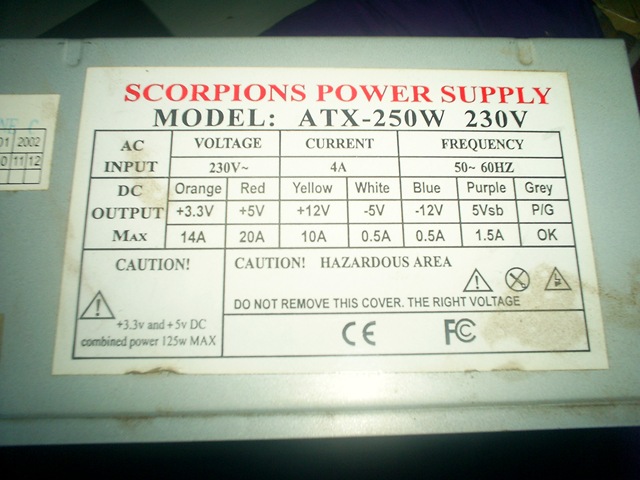 SCORPIONS POWER SUPPLY
MODEL: ATX-250W 230V
AC INPUT VOLTAGE CURRENT FREQUENCY
230V~ 4A 50~ 60HZ
DC OUTPUT Orange Red Yellow White Blue Purple Grey
+3.3V +5V +12V -5V -12V 5Vsb P/G
MAX 14A 20A 10A 0.5A 0.5A 1.5A OK
CAUTION!
+3.3v and +5v DC
combined power 125w MAX
CAUTION! HAZARDOUS AREA
DO NOT REMOVE THIS COVER. THE RIGHT VOLTAGE
CE FC
01 2002
10 11 12